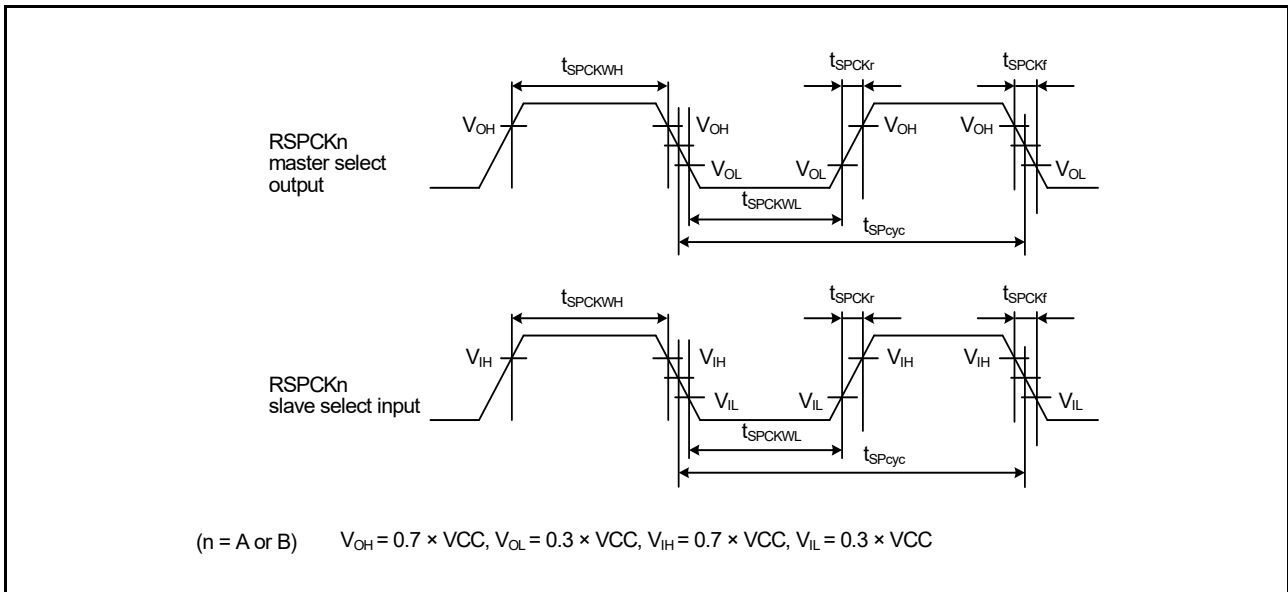 tSPCKWH
tSPCKr
tSPCKf
VOH
VOH
VOL
VOL
VOH
VOH
VOL
RSPCKn
master select
output
tSPCKWL
tSPcyc
tSPCKWH
tSPCKr
tSPCKf
VIH
VIH
VIL
VIL
VIH
VIH
VIL
RSPCKn
slave select input
tSPCKWL
tSPcyc
(n = A or B) VOH = 0.7 × VCC, VOL = 0.3 × VCC, VIH = 0.7 × VCC, VIL = 0.3 × VCC